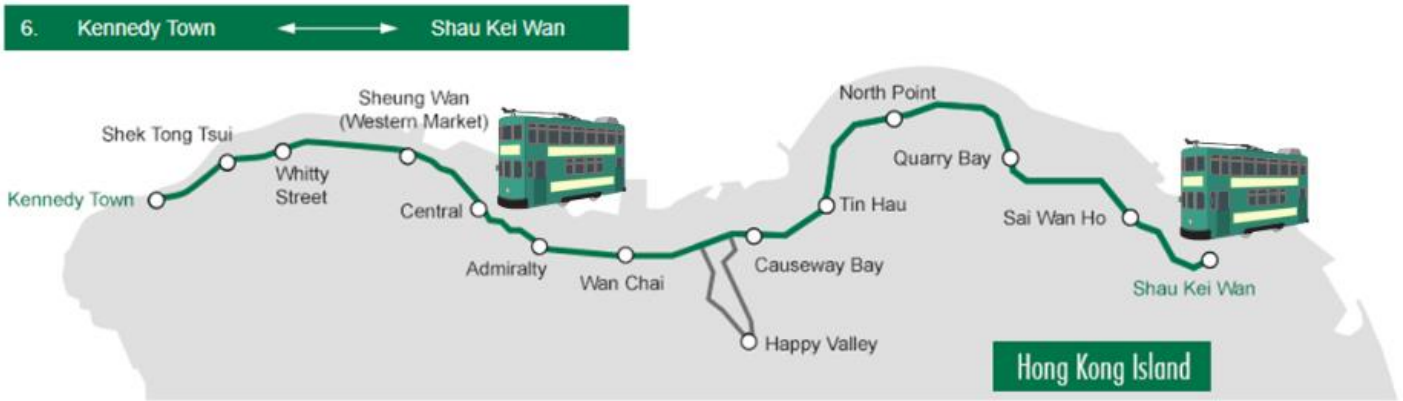 6. Kennedy Town Shau Kei Wan
Sheung Wan
(Western Market)
Shek Tong Tsui
Whitty
Street
Kennedy Town
Central
Admiralty
Wan Chai
Causeway Bay
Happy Valley
Tin Hau
North Point
Quarry Bay
Sai Wan Ho
Shau Kei Wan
Hong Kong Island